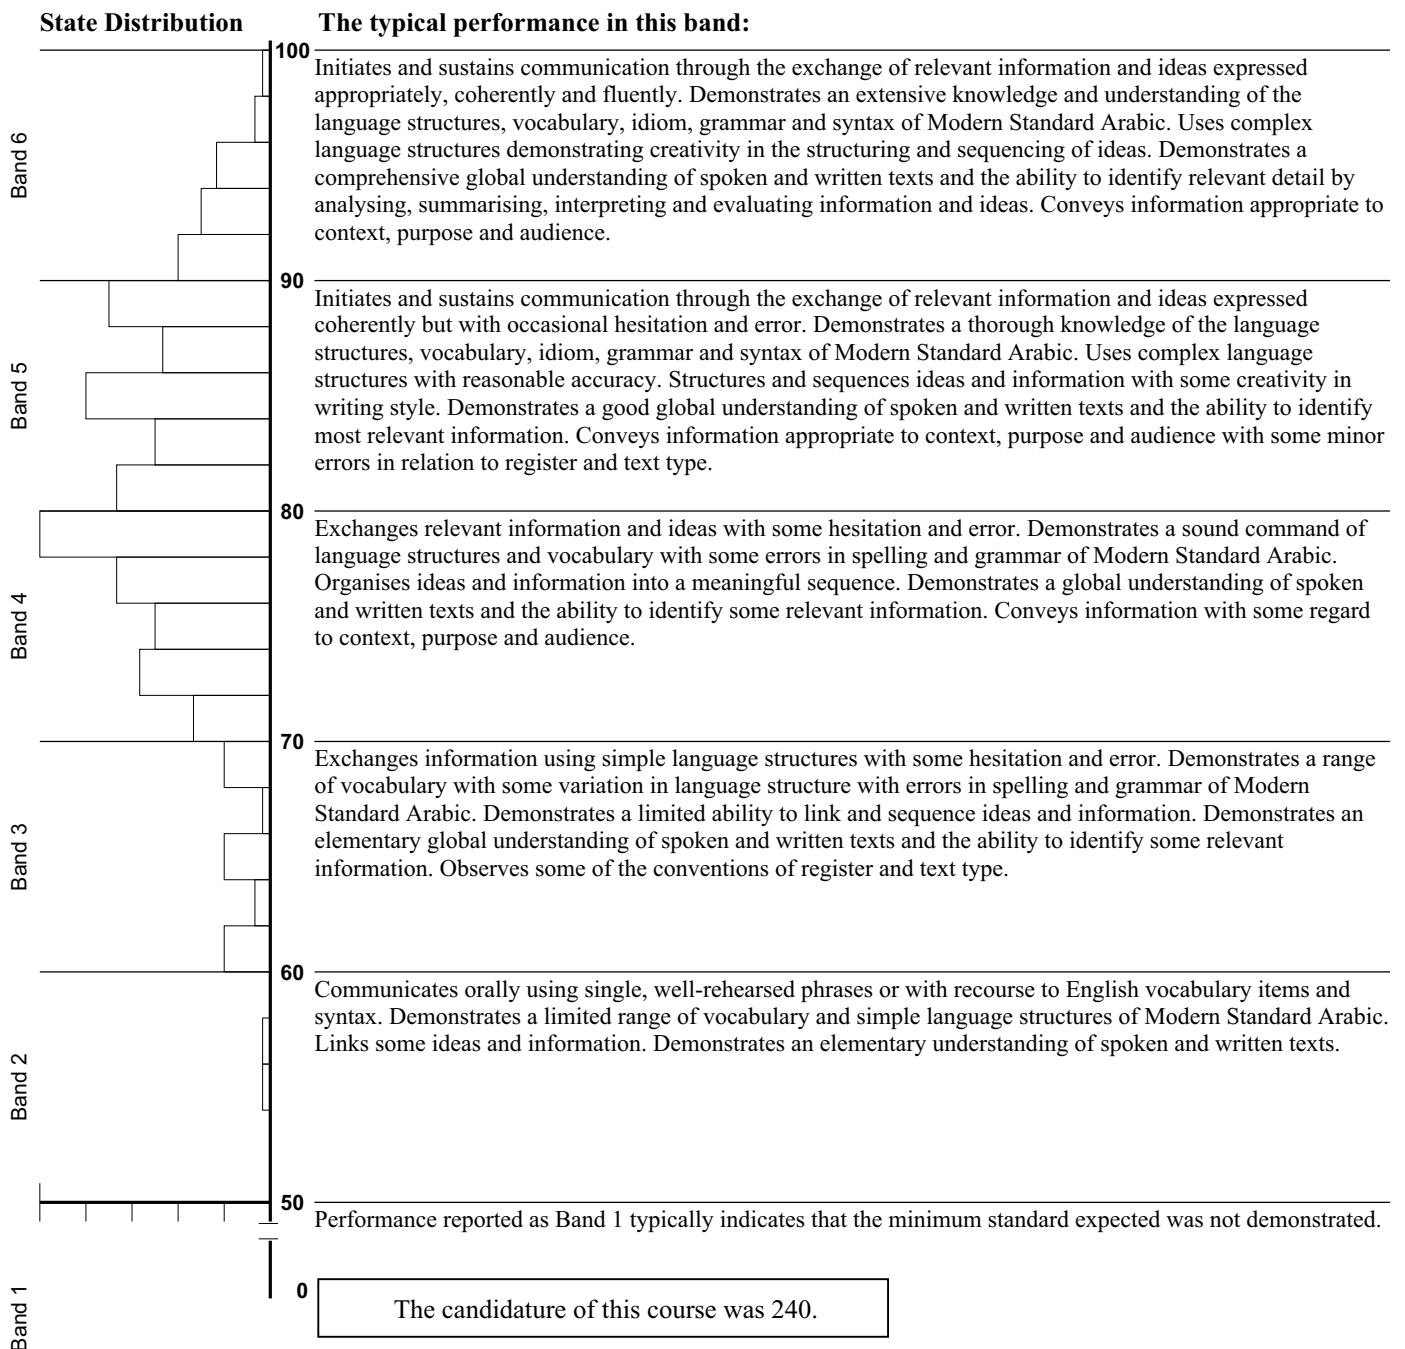 State Distribution
The typical performance in this band:
100
Band 6
Initiates and sustains communication through the exchange of relevant information and ideas expressed
appropriately, coherently and fluently. Demonstrates an extensive knowledge and understanding of the
language structures, vocabulary, idiom, grammar and syntax of Modern Standard Arabic. Uses complex
language structures demonstrating creativity in the structuring and sequencing of ideas. Demonstrates a
comprehensive global understanding of spoken and written texts and the ability to identify relevant detail by
analysing, summarising, interpreting and evaluating information and ideas. Conveys information appropriate to
context, purpose and audience.
90
Band 5
Initiates and sustains communication through the exchange of relevant information and ideas expressed
coherently but with occasional hesitation and error. Demonstrates a thorough knowledge of the language
structures, vocabulary, idiom, grammar and syntax of Modern Standard Arabic. Uses complex language
structures with reasonable accuracy. Structures and sequences ideas and information with some creativity in
writing style. Demonstrates a good global understanding of spoken and written texts and the ability to identify
most relevant information. Conveys information appropriate to context, purpose and audience with some minor
errors in relation to register and text type.
80
Band 4
Exchanges relevant information and ideas with some hesitation and error. Demonstrates a sound command of
language structures and vocabulary with some errors in spelling and grammar of Modern Standard Arabic.
Organises ideas and information into a meaningful sequence. Demonstrates a global understanding of spoken
and written texts and the ability to identify some relevant information. Conveys information with some regard
to context, purpose and audience.
70
Band 3
Exchanges information using simple language structures with some hesitation and error. Demonstrates a range
of vocabulary with some variation in language structure with errors in spelling and grammar of Modern
Standard Arabic. Demonstrates a limited ability to link and sequence ideas and information. Demonstrates an
elementary global understanding of spoken and written texts and the ability to identify some relevant
information. Observes some of the conventions of register and text type.
60
Band 2
Communicates orally using single, well-rehearsed phrases or with recourse to English vocabulary items and
syntax. Demonstrates a limited range of vocabulary and simple language structures of Modern Standard Arabic.
Links some ideas and information. Demonstrates an elementary understanding of spoken and written texts.
50
Performance reported as Band 1 typically indicates that the minimum standard expected was not demonstrated.
Band 1
0
The candidature of this course was 240.